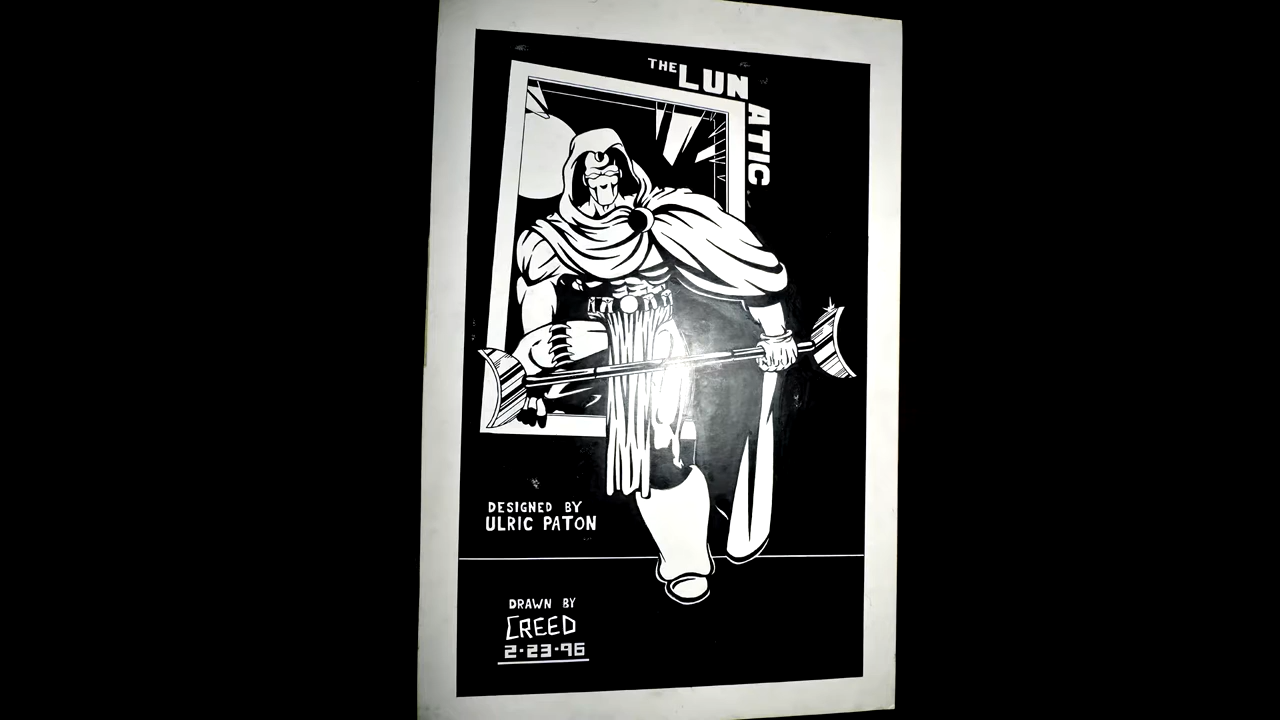 THE LUN
ATIC
DESIGNED BY
ULRIC PATON
DRAWN BY
CREED
2·23·96